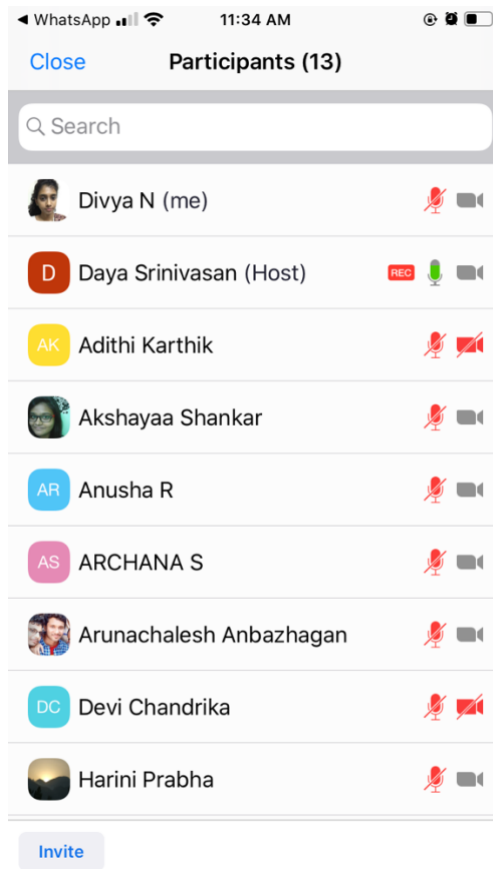 WhatsApp 11:34 AM
Close Participants (13)
Search
Divya N (me)
D Daya Srinivasan (Host) REC
AK Adithi Karthik
Akshayaa Shankar
AR Anusha R
AS ARCHANA S
Arunachalesh Anbazhagan
DC Devi Chandrika
Harini Prabha
Invite